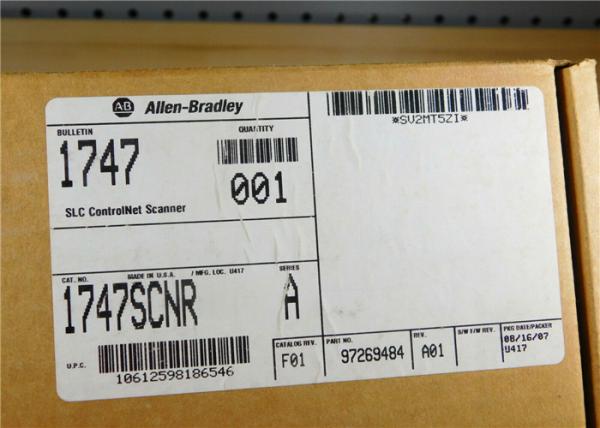 AB Allen-Bradley
BULLETIN
1747
QUANTITY
001
SLC ControlNet Scanner
*SV2MT5ZI*
CAT. NO.
MADE IN U.S.A. / MFG. LOC. U417
SERIES
1747SCNR
A
U.P.C.
10612598186546
CATALOG REV.
F01
PART NO.
97269484
REV.
A01
S/W F/W REV.
PKG DATE/PACKER
08/16/07
U417